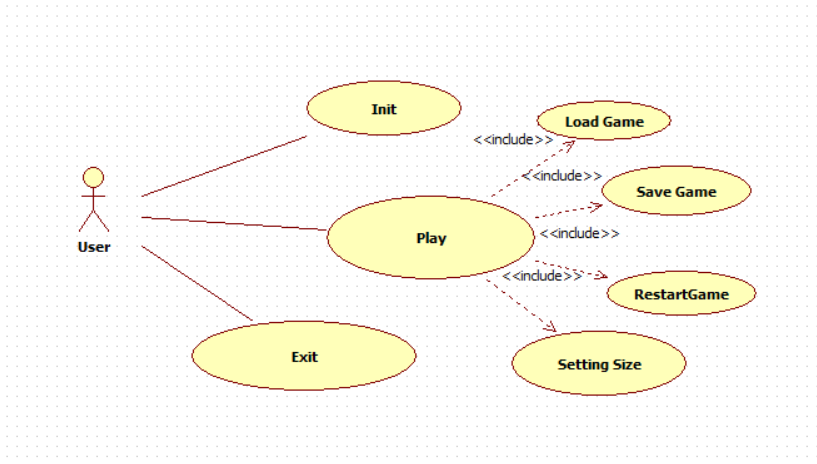 Init
Load Game
<<include>>
<<include>>
Save Game
User
Play
<<include>>
<<include>>
RestartGame
Exit
Setting Size